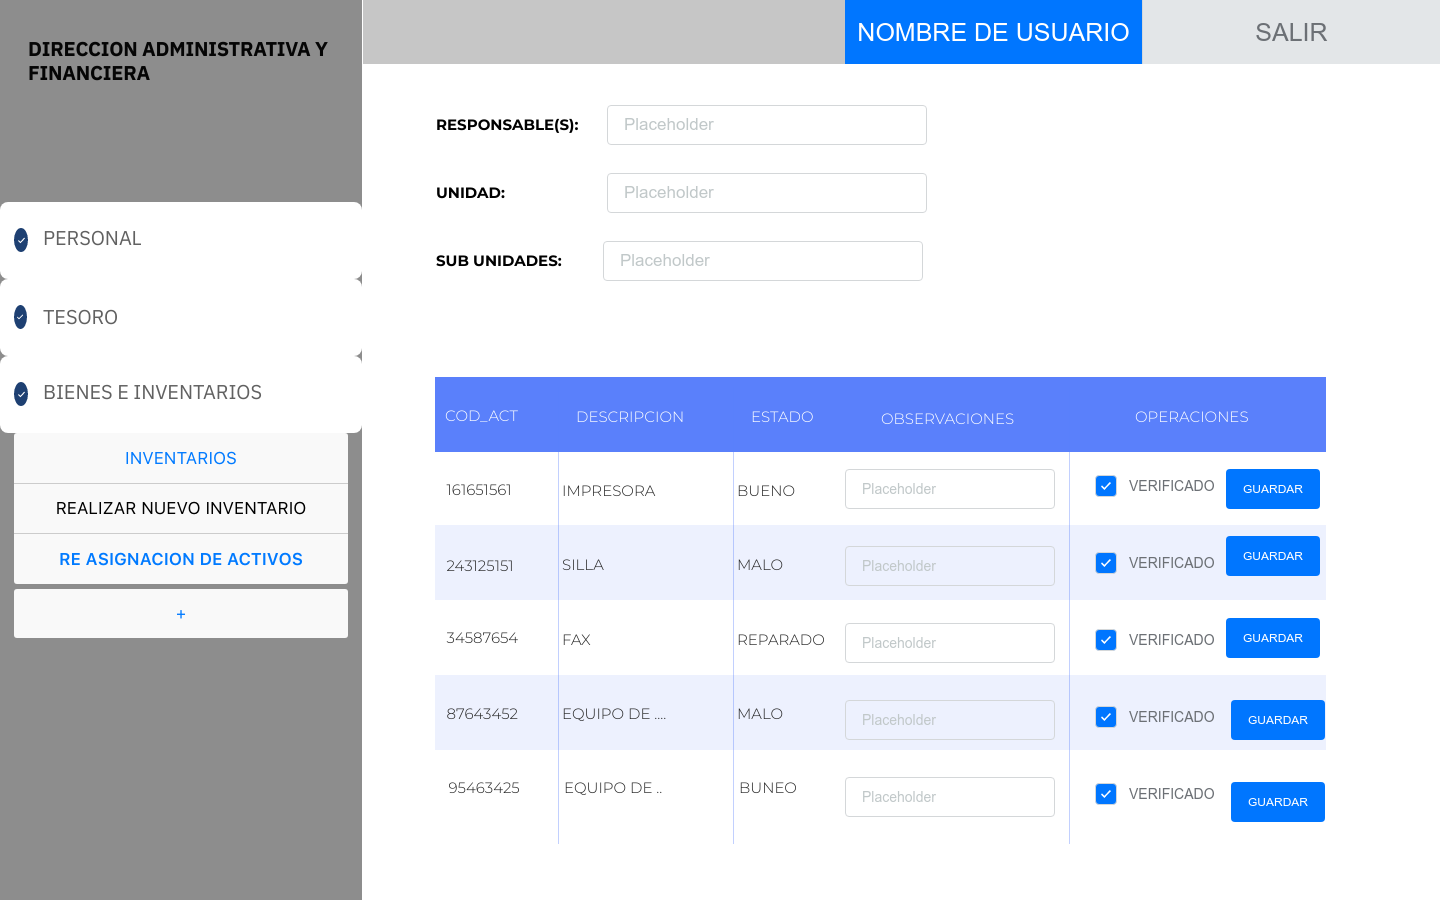 DIRECCION ADMINISTRATIVA Y
FINANCIERA
NOMBRE DE USUARIO
SALIR
PERSONAL
TESORO
BIENES E INVENTARIOS
INVENTARIOS
REALIZAR NUEVO INVENTARIO
RE ASIGNACION DE ACTIVOS
+
RESPONSABLE(S): Placeholder
UNIDAD: Placeholder
SUB UNIDADES: Placeholder
COD_ACT DESCRIPCION ESTADO OBSERVACIONES OPERACIONES
161651561 IMPRESORA BUENO Placeholder VERIFICADO GUARDAR
243125151 SILLA MALO Placeholder VERIFICADO GUARDAR
34587654 FAX REPARADO Placeholder VERIFICADO GUARDAR
87643452 EQUIPO DE .... MALO Placeholder VERIFICADO GUARDAR
95463425 EQUIPO DE .. BUNEO Placeholder VERIFICADO GUARDAR